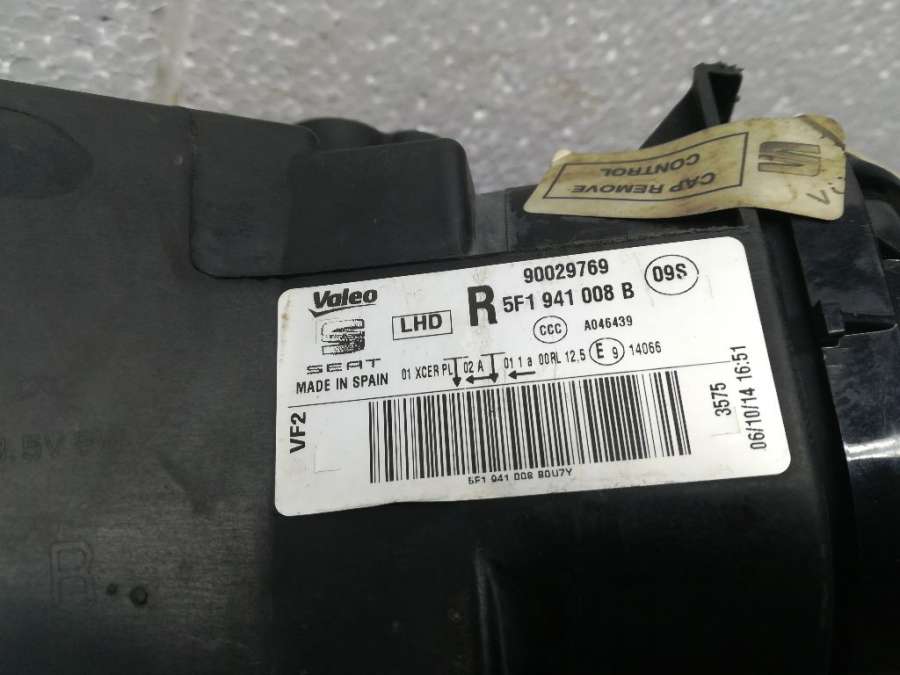 CAP REMOVE
CONTROL
Valeo
LHD
R
90029769
5F1 941 008 B
09S
SEAT
CCC
A046439
MADE IN SPAIN
01 XCER PL 02 A 01 1 a 00RL 12.5 E 9 14066
VF2
3575
06/10/14 16:51
5F1 941 008 B0U7Y
R